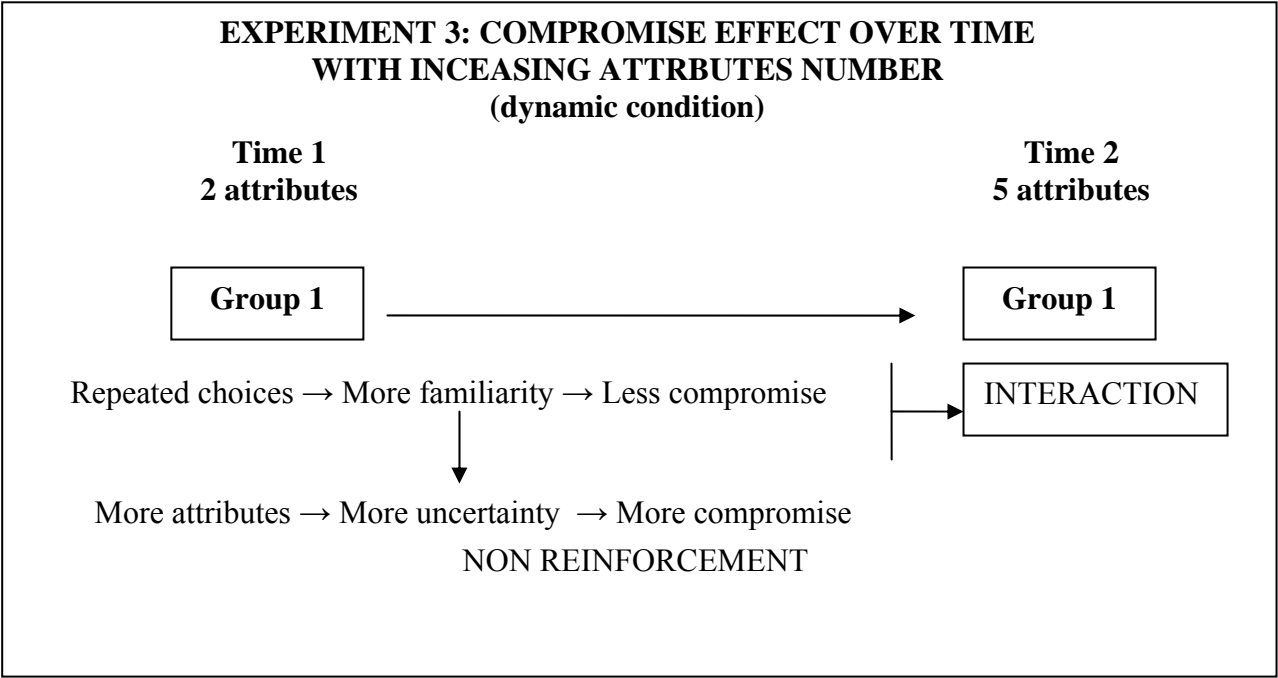 EXPERIMENT 3: COMPROMISE EFFECT OVER TIME
WITH INCEASING ATTRBUTES NUMBER
(dynamic condition)
Time 1
2 attributes
Time 2
5 attributes
Group 1
Group 1
Repeated choices → More familiarity → Less compromise
INTERACTION
More attributes → More uncertainty → More compromise
NON REINFORCEMENT